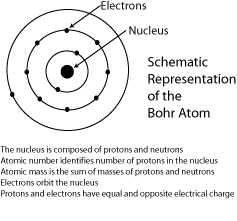 Electrons
Nucleus
Schematic
Representation
of the
Bohr Atom
The nucleus is composed of protons and neutrons
Atomic number identifies number of protons in the nucleus
Atomic mass is the sum of masses of protons and neutrons
Electrons orbit the nucleus
Protons and electrons have equal and opposite electrical charge